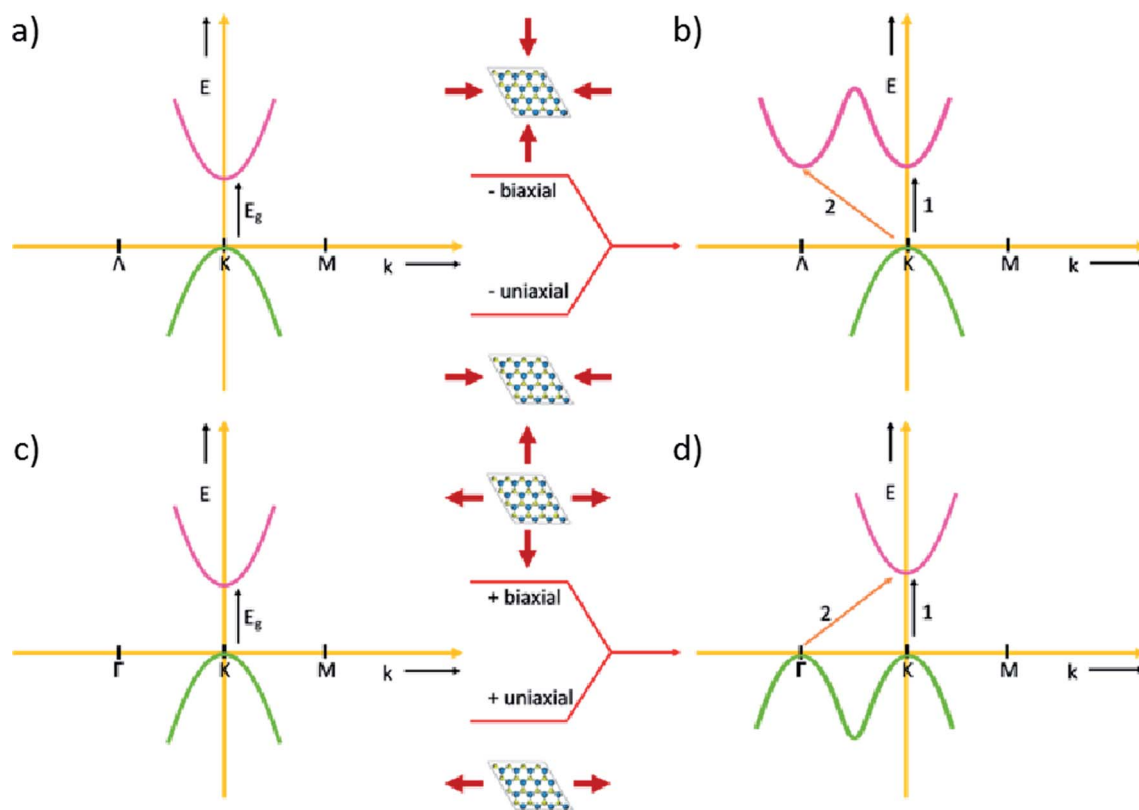 a)
E
E_g
Λ
K
M
k
- biaxial
- uniaxial
b)
E
2
1
Λ
K
M
k
c)
E
E_g
Γ
K
M
k
+ biaxial
+ uniaxial
d)
E
2
1
Γ
K
M
k